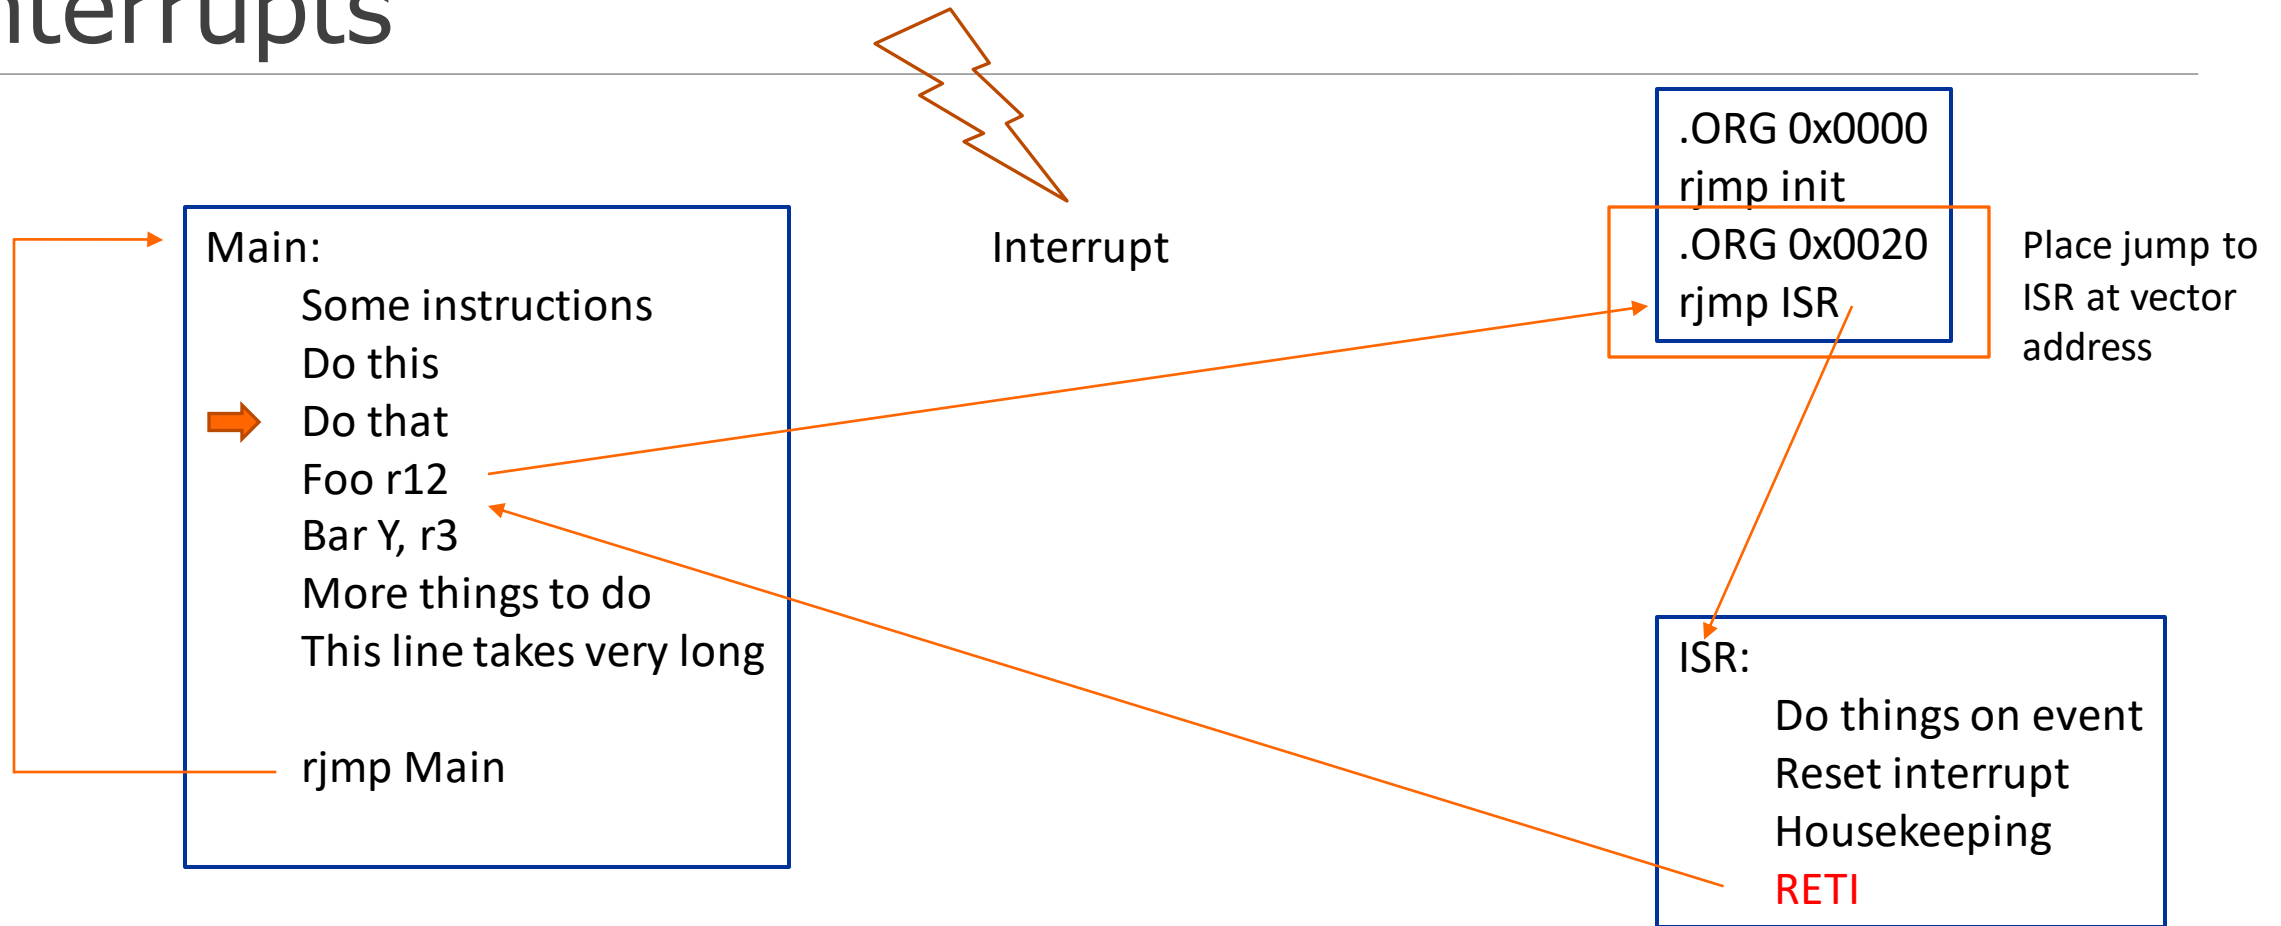 nterrupts
Main:
Some instructions
Do this
Do that
Foo r12
Bar Y, r3
More things to do
This line takes very long
rjmp Main
Interrupt
.ORG 0x0000
rjmp init
.ORG 0x0020
rjmp ISR
Place jump to
ISR at vector
address
ISR:
Do things on event
Reset interrupt
Housekeeping
RETI